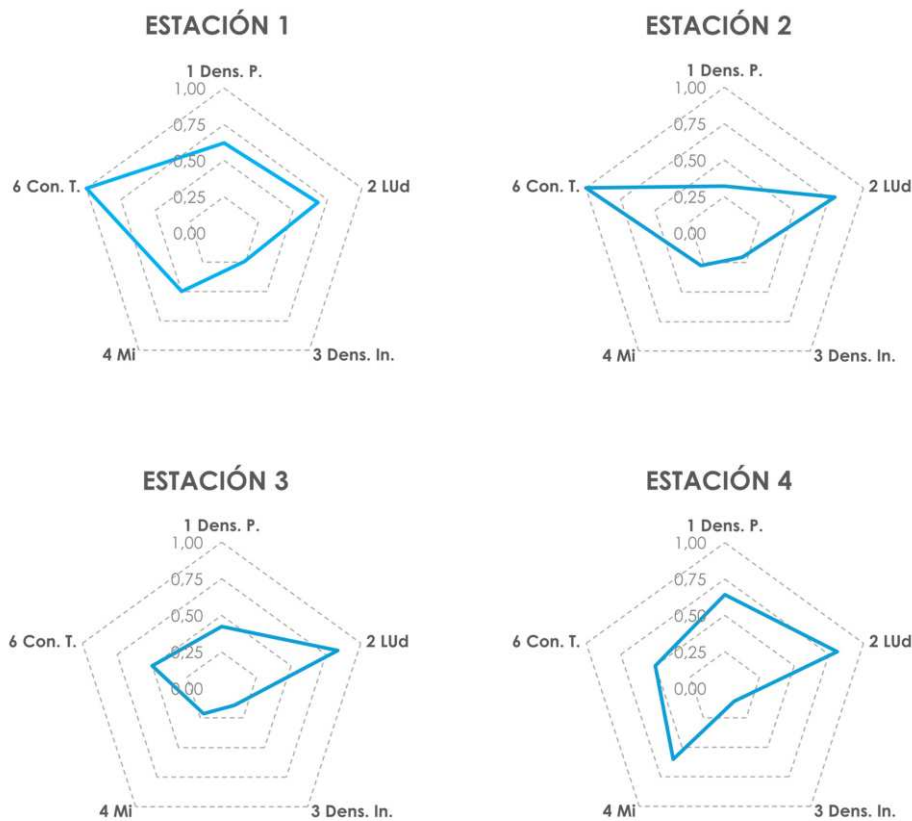 ESTACIÓN 1
1 Dens. P.
1,00
0,75
0,50
0,25
0,00
6 Con. T.
2 LUd
4 Mi
3 Dens. In.
ESTACIÓN 2
1 Dens. P.
1,00
0,75
0,50
0,25
0,00
6 Con. T.
2 LUd
4 Mi
3 Dens. In.
ESTACIÓN 3
1 Dens. P.
1,00
0,75
0,50
0,25
0,00
6 Con. T.
2 LUd
4 Mi
3 Dens. In.
ESTACIÓN 4
1 Dens. P.
1,00
0,75
0,50
0,25
0,00
6 Con. T.
2 LUd
4 Mi
3 Dens. In.